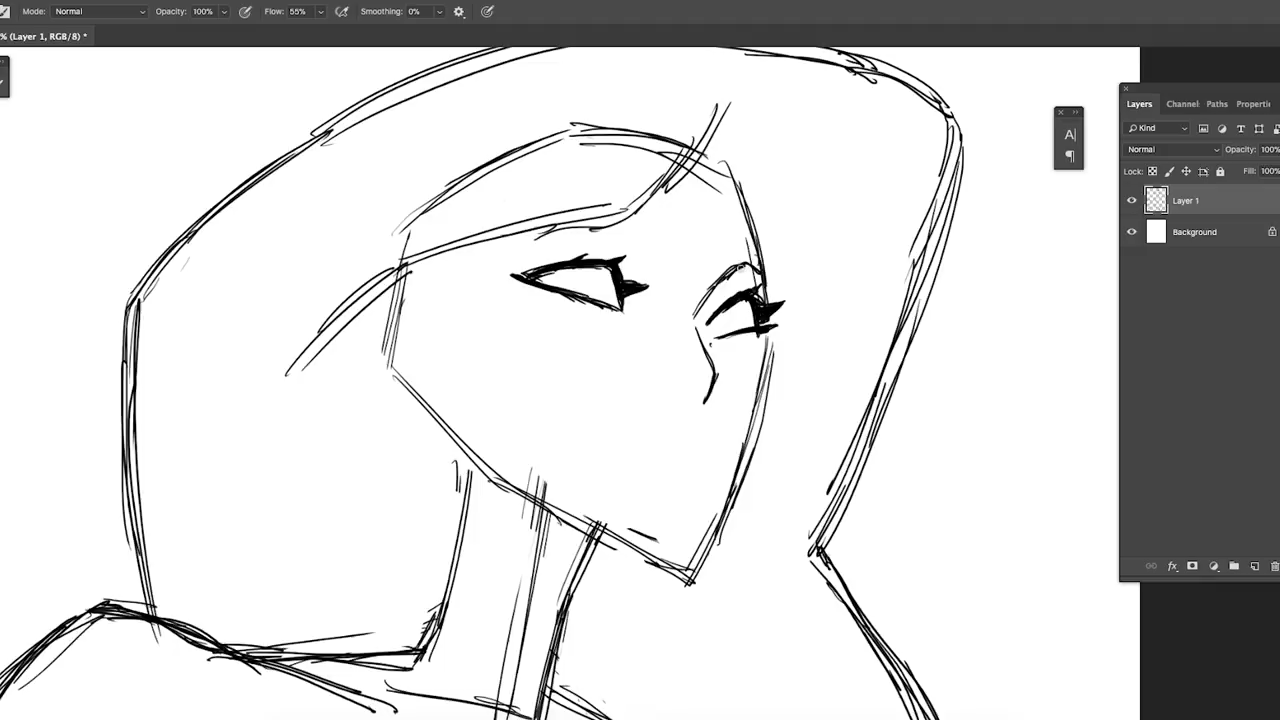 Mode: Normal Opacity: 100% Flow: 55% Smoothing: 0%
% (Layer 1, RGB/8) *
Layers Channel: Paths Properti
Kind
Normal Opacity: 100%
Lock: Fill: 100%
Layer 1
Background
A
fx